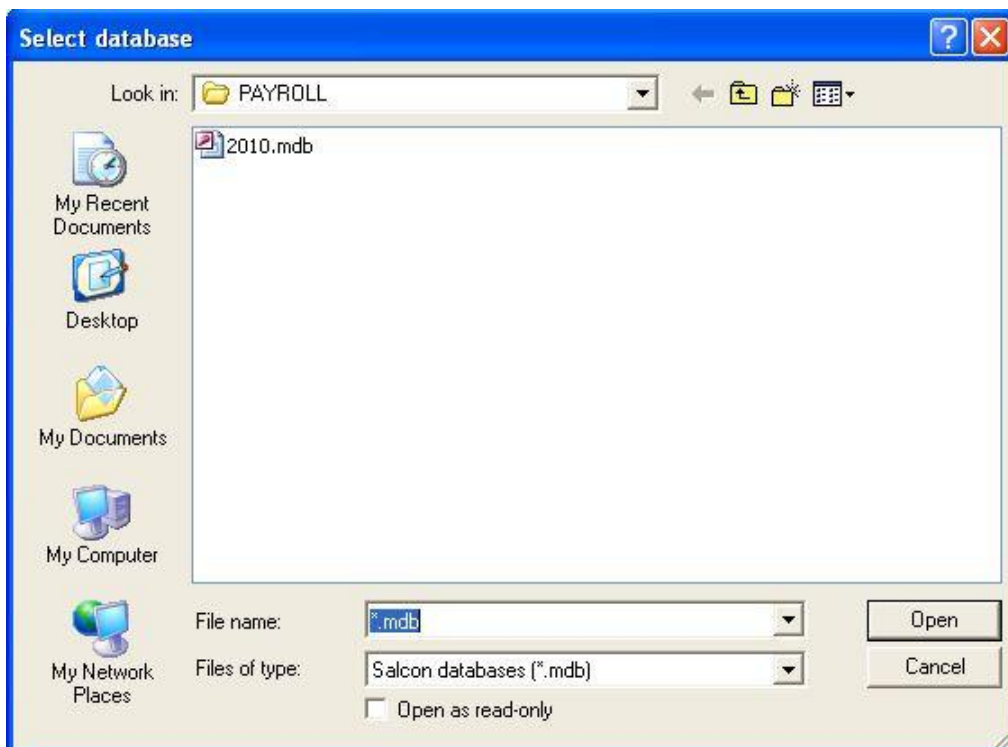 Select database
Look in: PAYROLL
2010.mdb
My Recent
Documents
Desktop
My Documents
My Computer
My Network
Places
File name: *.mdb Open
Files of type: Salcon databases (*.mdb) Cancel
Open as read-only